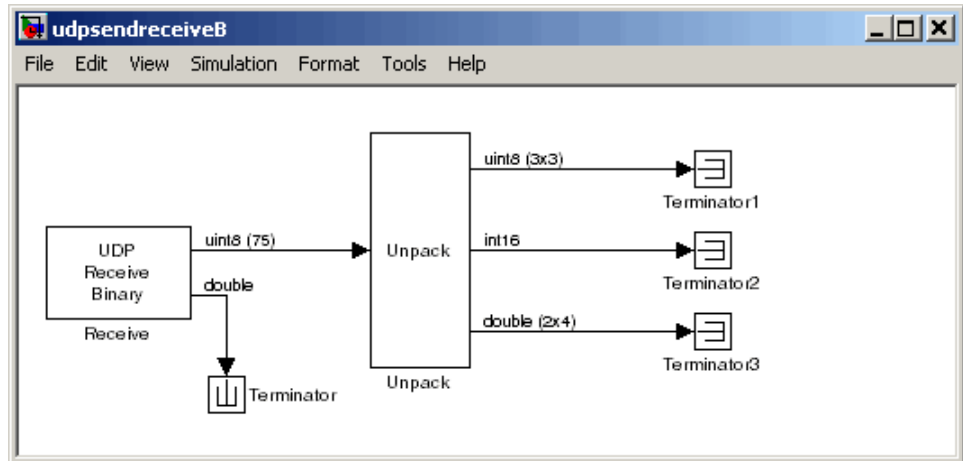 udpsendreceiveB
File Edit View Simulation Format Tools Help
uint8 (3x3)
Terminator1
UDP
Receive
Binary
uint8 (75)
Unpack
int16
double
Terminator2
double (2x4)
Receive
Terminator3
Unpack
Terminator